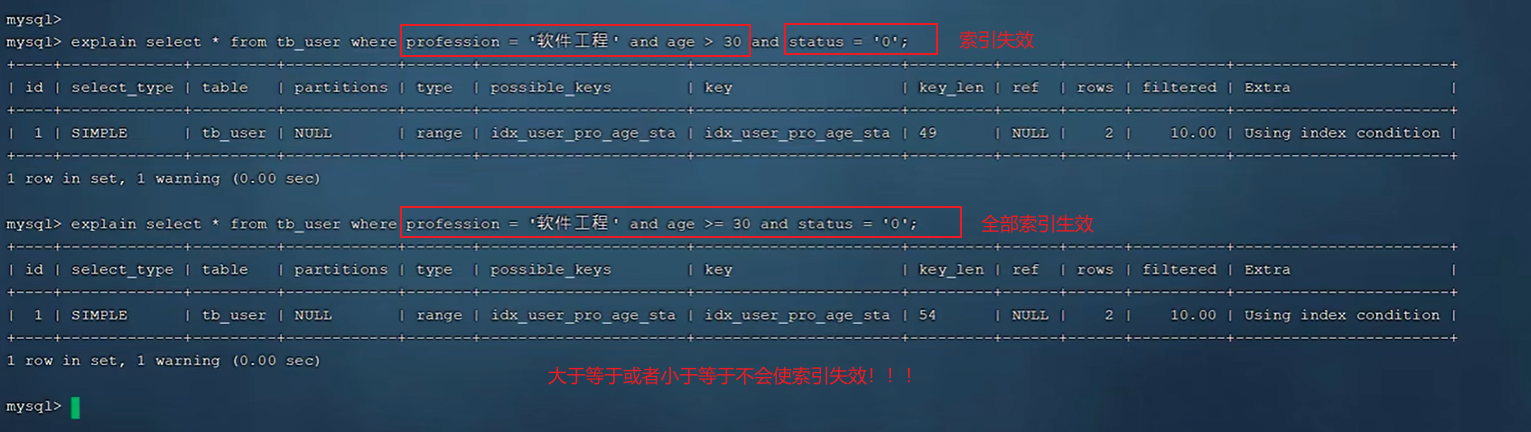 mysql>
mysql> explain select * from tb_user where profession = '软件工程' and age > 30 and status = '0'; 索引失效
+----+-------------+---------+------------+-------+----------------------+----------------------+---------+------+------+----------+-----------------------+
| id | select_type | table | partitions | type | possible_keys | key | key_len | ref | rows | filtered | Extra |
+----+-------------+---------+------------+-------+----------------------+----------------------+---------+------+------+----------+-----------------------+
| 1 | SIMPLE | tb_user | NULL | range | idx_user_pro_age_sta | idx_user_pro_age_sta | 49 | NULL | 2 | 10.00 | Using index condition |
+----+-------------+---------+------------+-------+----------------------+----------------------+---------+------+------+----------+-----------------------+
1 row in set, 1 warning (0.00 sec)
mysql> explain select * from tb_user where profession = '软件工程' and age >= 30 and status = '0'; 全部索引生效
+----+-------------+---------+------------+-------+----------------------+----------------------+---------+------+------+----------+-----------------------+
| id | select_type | table | partitions | type | possible_keys | key | key_len | ref | rows | filtered | Extra |
+----+-------------+---------+------------+-------+----------------------+----------------------+---------+------+------+----------+-----------------------+
| 1 | SIMPLE | tb_user | NULL | range | idx_user_pro_age_sta | idx_user_pro_age_sta | 54 | NULL | 2 | 10.00 | Using index condition |
+----+-------------+---------+------------+-------+----------------------+----------------------+---------+------+------+----------+-----------------------+
1 row in set, 1 warning (0.00 sec)
大于等于或者小于等于不会使索引失效！！！
mysql>